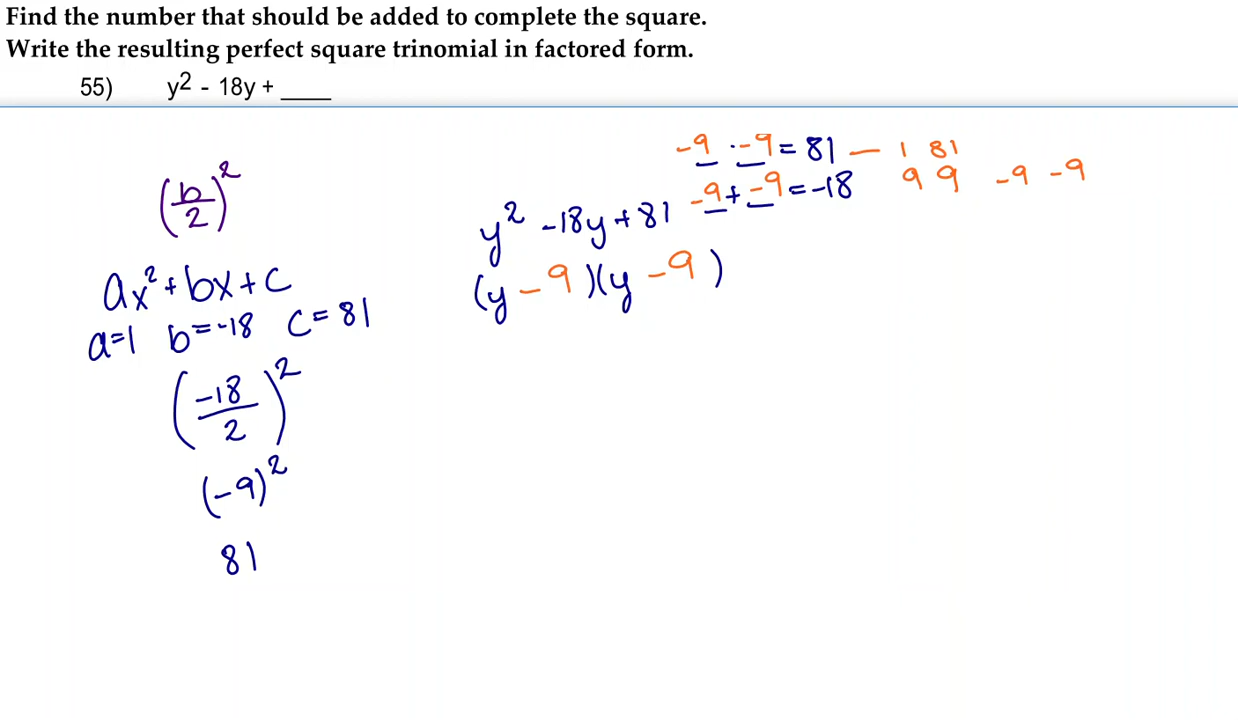 Find the number that should be added to complete the square.
Write the resulting perfect square trinomial in factored form.
55) y² - 18y + ____
(b/2)²
ax² + bx + c
a=1 b=-18 c=81
(-18/2)²
(-9)²
81
-9 · -9 = 81 — 1 81
-9 + -9 = -18 9 9 -9 -9
y² - 18y + 81
(y - 9)(y - 9)